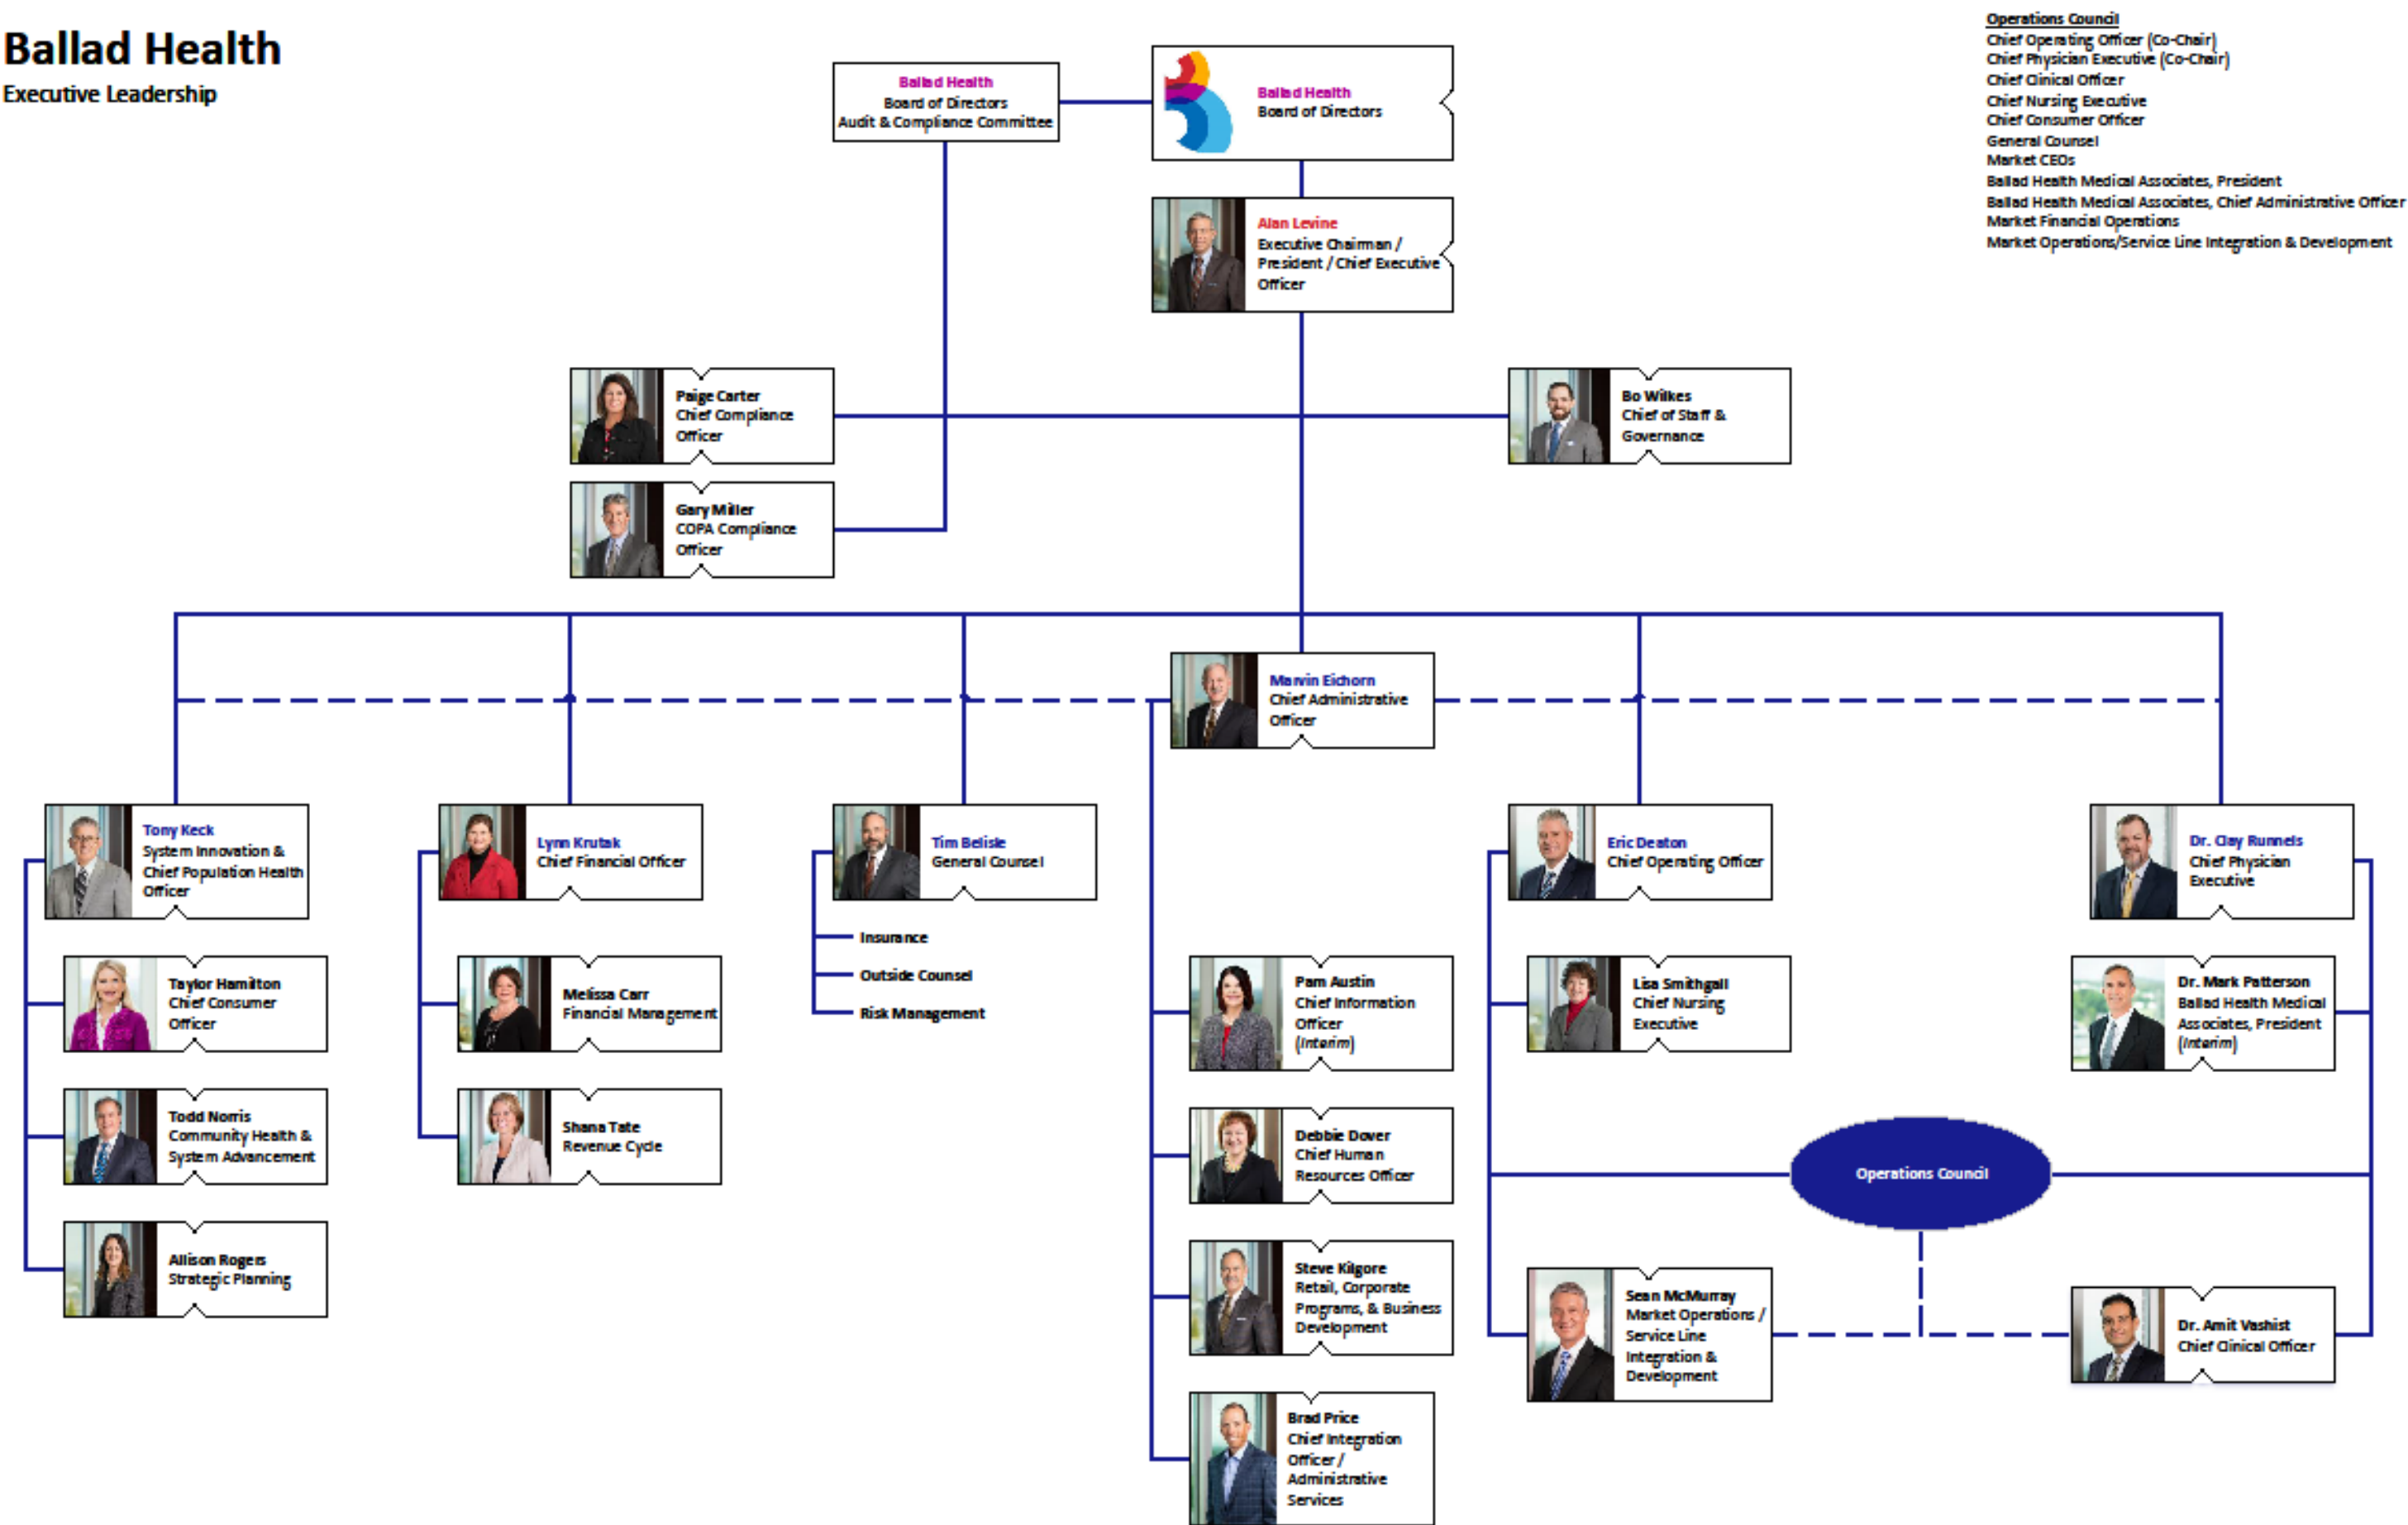 Ballad Health
Executive Leadership
Operations Council
Chief Operating Officer (Co-Chair)
Chief Physician Executive (Co-Chair)
Chief Clinical Officer
Chief Nursing Executive
Chief Consumer Officer
General Counsel
Market CEOs
Ballad Health Medical Associates, President
Ballad Health Medical Associates, Chief Administrative Officer
Market Financial Operations
Market Operations/Service Line Integration & Development
Ballad Health
Board of Directors
Audit & Compliance Committee
Ballad Health
Board of Directors
Alan Levine
Executive Chairman /
President / Chief Executive
Officer
Paige Carter
Chief Compliance
Officer
Bo Wilkes
Chief of Staff &
Governance
Gary Miller
COPA Compliance
Officer
Marvin Eichorn
Chief Administrative
Officer
Tony Keck
System Innovation &
Chief Population Health
Officer
Lynn Krutak
Chief Financial Officer
Tim Belisle
General Counsel
Eric Deaton
Chief Operating Officer
Dr. Clay Runnels
Chief Physician
Executive
Taylor Hamilton
Chief Consumer
Officer
Todd Norris
Community Health &
System Advancement
Allison Rogers
Strategic Planning
Melissa Carr
Financial Management
Shana Tate
Revenue Cycle
Insurance
Outside Counsel
Risk Management
Pam Austin
Chief Information
Officer
(Interim)
Debbie Dover
Chief Human
Resources Officer
Steve Kilgore
Retail, Corporate
Programs, & Business
Development
Brad Price
Chief Integration
Officer /
Administrative
Services
Lisa Smithgall
Chief Nursing
Executive
Operations Council
Sean McMurray
Market Operations /
Service Line
Integration &
Development
Dr. Mark Patterson
Ballad Health Medical
Associates, President
(Interim)
Dr. Amit Vashist
Chief Clinical Officer